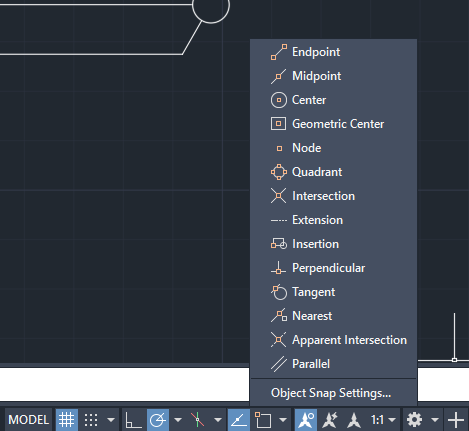 Endpoint
Midpoint
Center
Geometric Center
Node
Quadrant
Intersection
Extension
Insertion
Perpendicular
Tangent
Nearest
Apparent Intersection
Parallel
Object Snap Settings...
MODEL 1:1